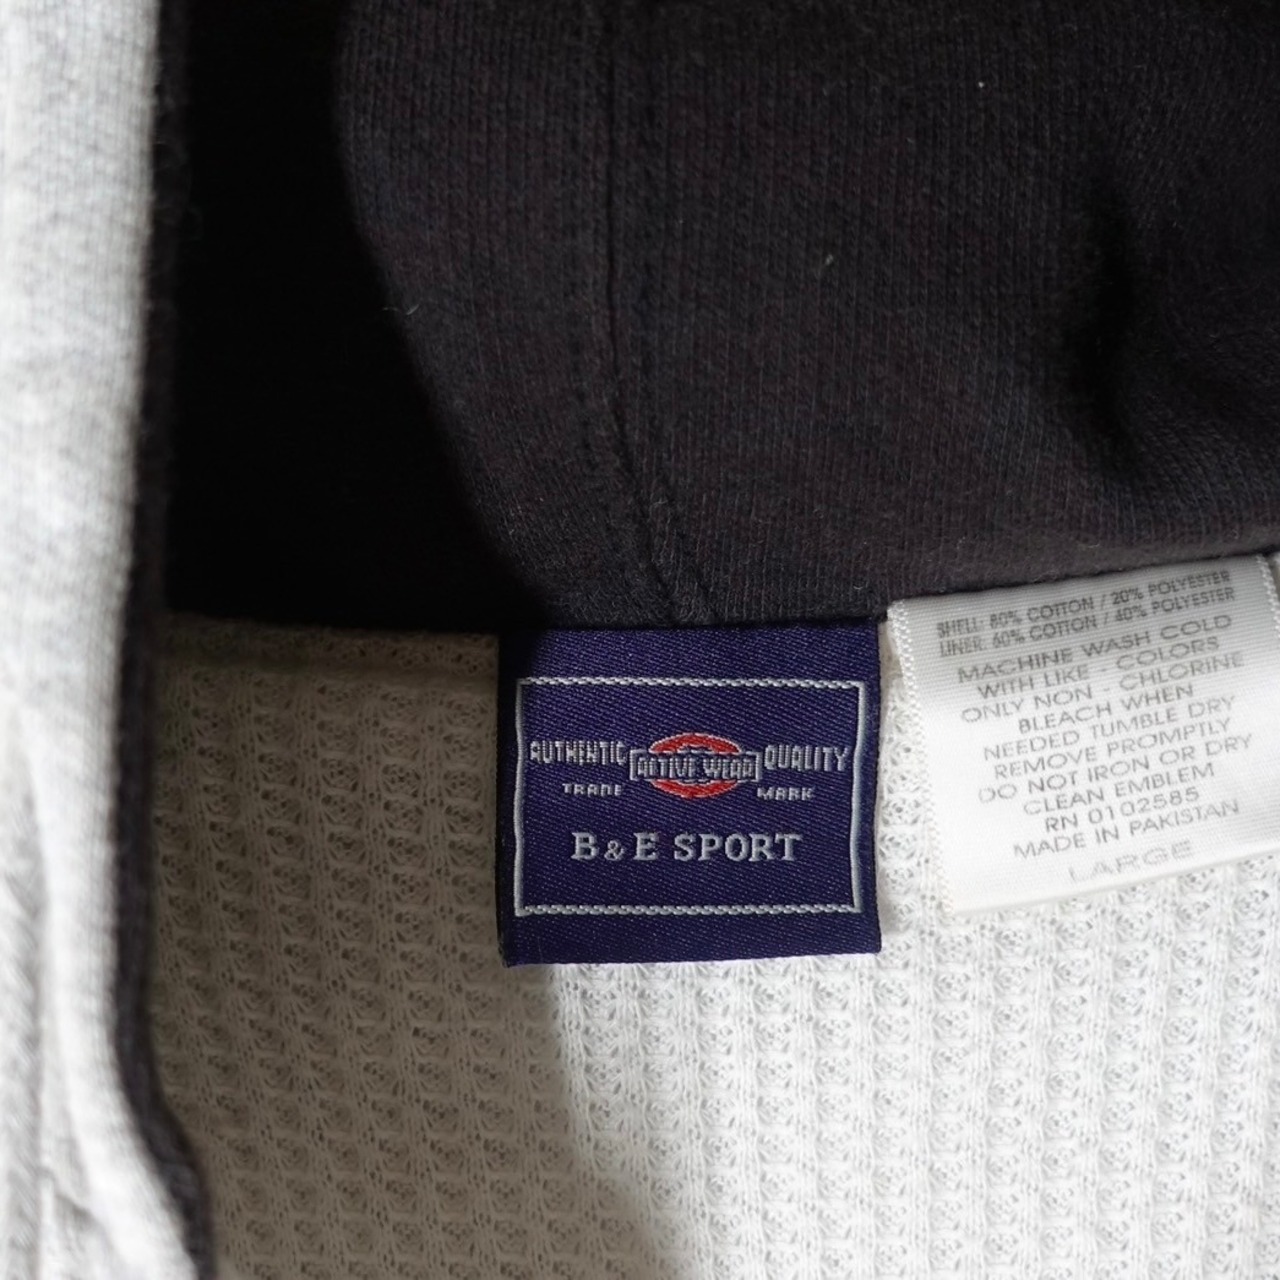 AUTHENTIC ACTIVE WEAR QUALITY
TRADE MARK
B & E SPORT
SHELL: 80% COTTON / 20% POLYESTER
LINER: 60% COTTON / 40% POLYESTER
MACHINE WASH COLD
WITH LIKE - COLORS
ONLY NON - CHLORINE
BLEACH WHEN
NEEDED TUMBLE DRY
REMOVE PROMPTLY
DO NOT IRON OR DRY
CLEAN EMBLEM
RN 0102585
MADE IN PAKISTAN
LARGE